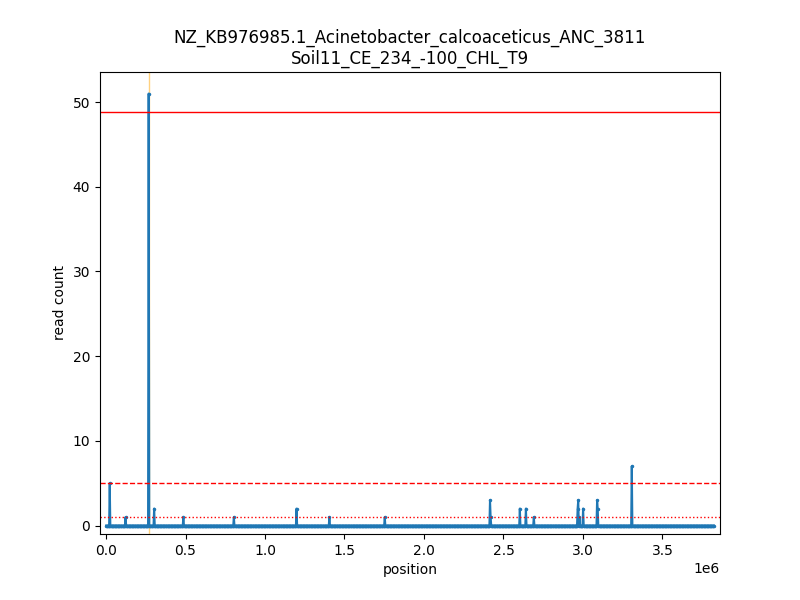 NZ_KB976985.1_Acinetobacter_calcoaceticus_ANC_3811
Soil11_CE_234_-100_CHL_T9
50
40
30
20
10
0
read count
0.0 0.5 1.0 1.5 2.0 2.5 3.0 3.5
1e6
position